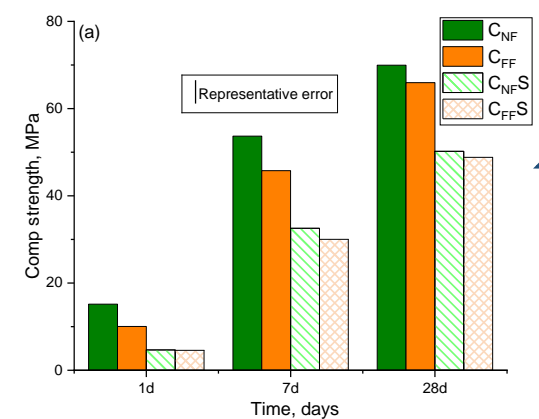 (a)
C_NF
C_FF
C_NFS
C_FFS
Representative error
Comp strength, MPa
80
60
40
20
0
1d
7d
28d
Time, days